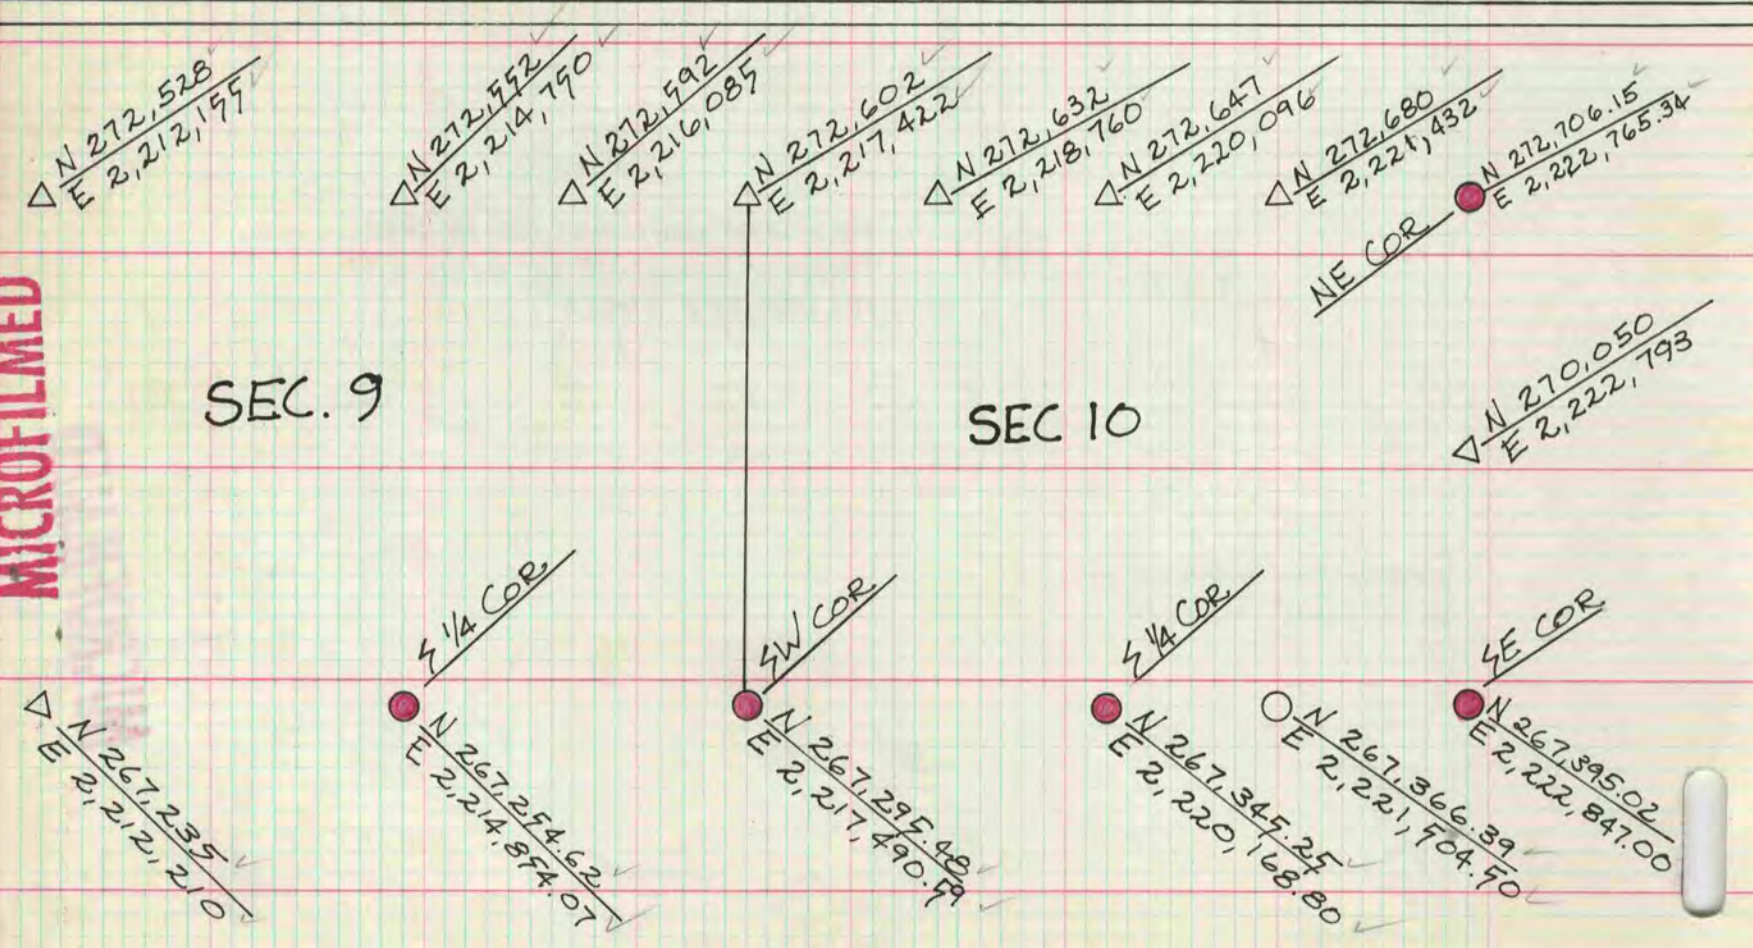 N 272,528
E 2,212,155
N 272,552
E 2,214,750
N 272,592
E 2,216,085
N 272,602
E 2,217,422
N 272,632
E 2,218,760
N 272,647
E 2,220,096
N 272,680
E 2,221,432
N 272,706.15
E 2,222,765.34
NE COR
MICROFILMED
SEC. 9
SEC 10
N 270,050
E 2,222,793
S 1/4 COR
SW COR
S 1/4 COR
SE COR
N 267,235
E 2,212,210
N 267,254.62
E 2,214,854.07
N 267,295.48
E 2,217,490.59
N 267,345.25
E 2,220,168.80
N 267,366.39
E 2,221,504.50
N 267,395.02
E 2,222,847.00